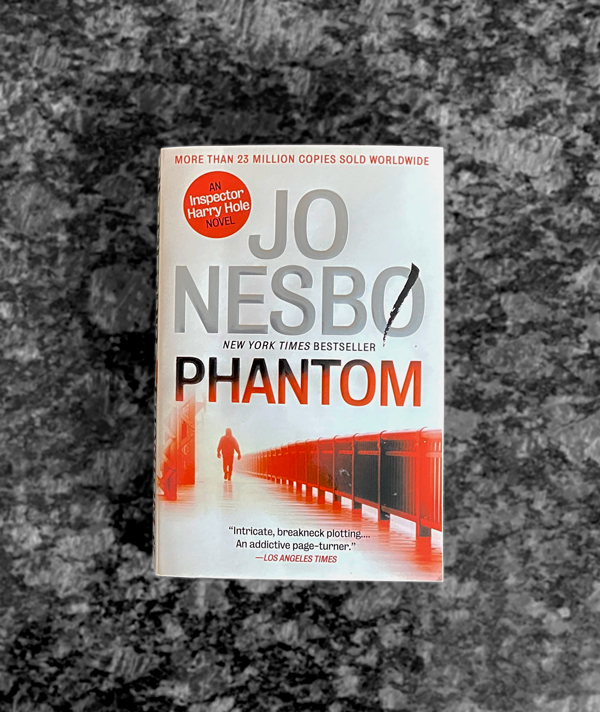 MORE THAN 23 MILLION COPIES SOLD WORLDWIDE
AN
Inspector
Harry Hole
NOVEL
JO
NESBØ
NEW YORK TIMES BESTSELLER
PHANTOM
“Intricate, breakneck plotting....
An addictive page-turner.”
—LOS ANGELES TIMES